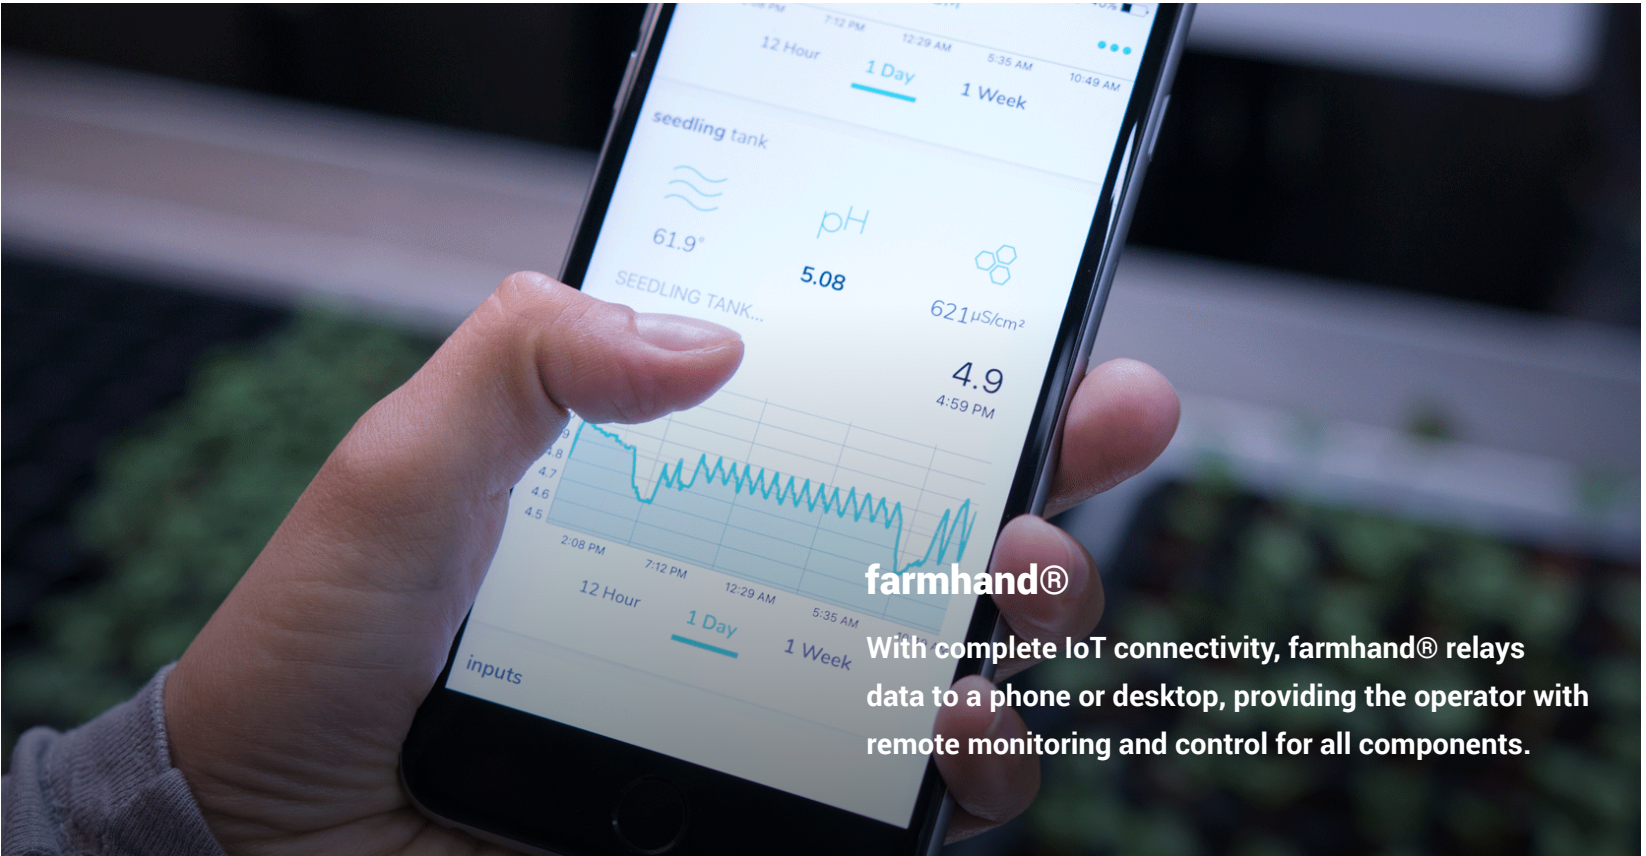 7:12 PM
12:29 AM
5:35 AM
10:49 AM
12 Hour
1 Day
1 Week
seedling tank
61.9°
pH
5.08
621µS/cm²
SEEDLING TANK...
4.9
4:59 PM
4.8
4.7
4.6
4.5
2:08 PM
7:12 PM
12:29 AM
5:35 AM
12 Hour
1 Day
1 Week
inputs
farmhand®
With complete IoT connectivity, farmhand® relays
data to a phone or desktop, providing the operator with
remote monitoring and control for all components.